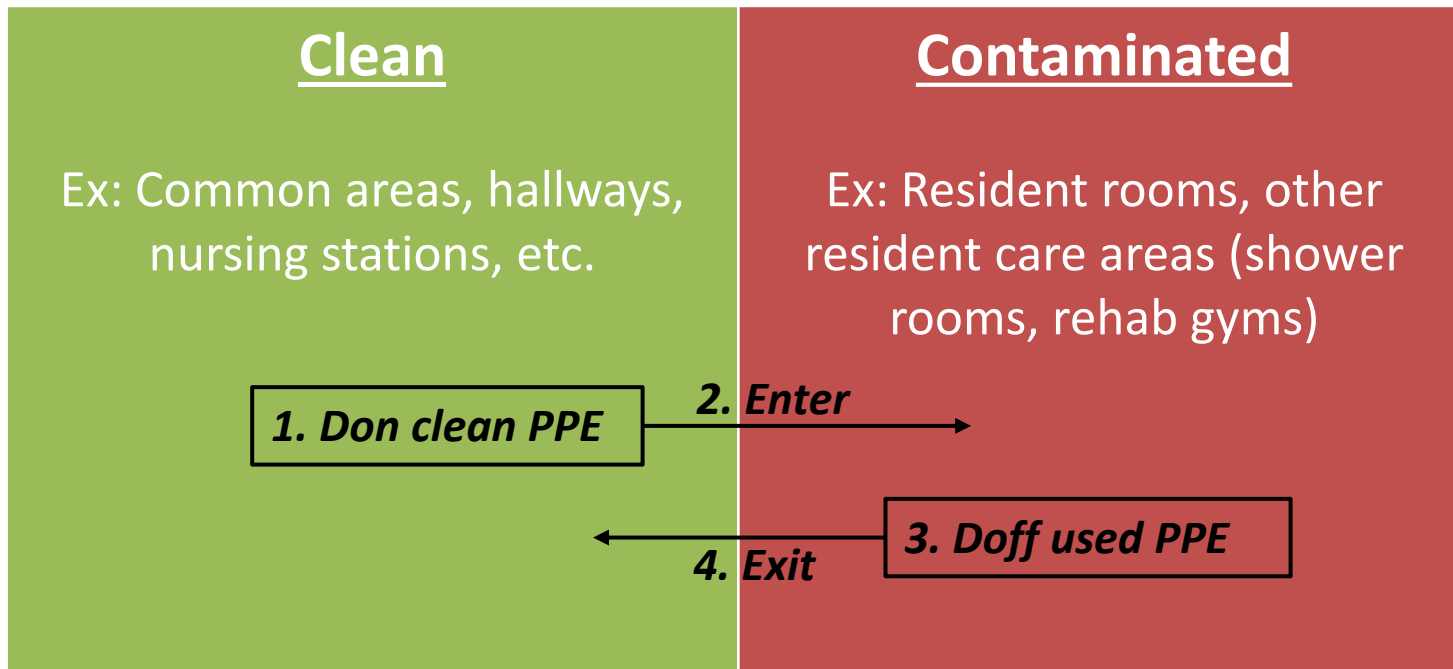 Clean
Ex: Common areas, hallways,
nursing stations, etc.
Contaminated
Ex: Resident rooms, other
resident care areas (shower
rooms, rehab gyms)
1. Don clean PPE
2. Enter
3. Doff used PPE
4. Exit